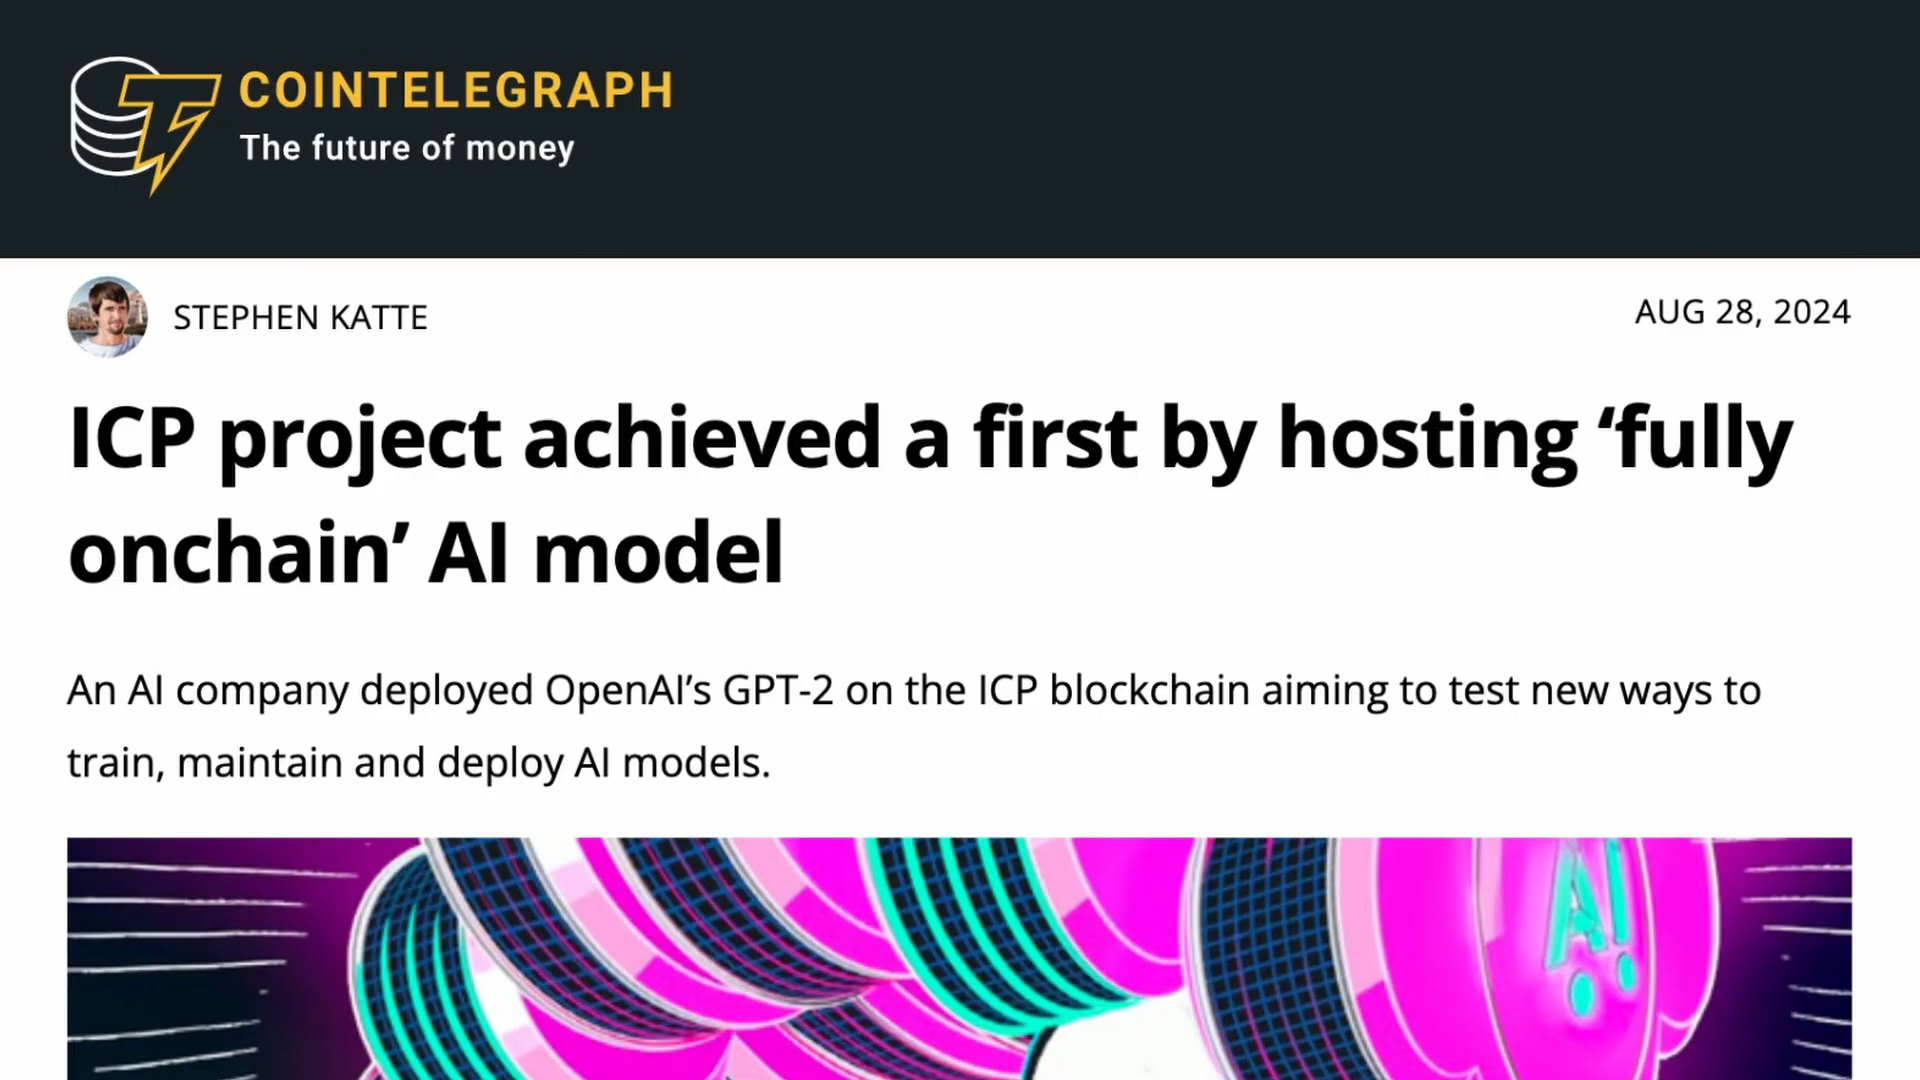 COINTELEGRAPH
The future of money
STEPHEN KATTE
AUG 28, 2024
ICP project achieved a first by hosting ‘fully
onchain’ AI model
An AI company deployed OpenAI’s GPT-2 on the ICP blockchain aiming to test new ways to
train, maintain and deploy AI models.
AI